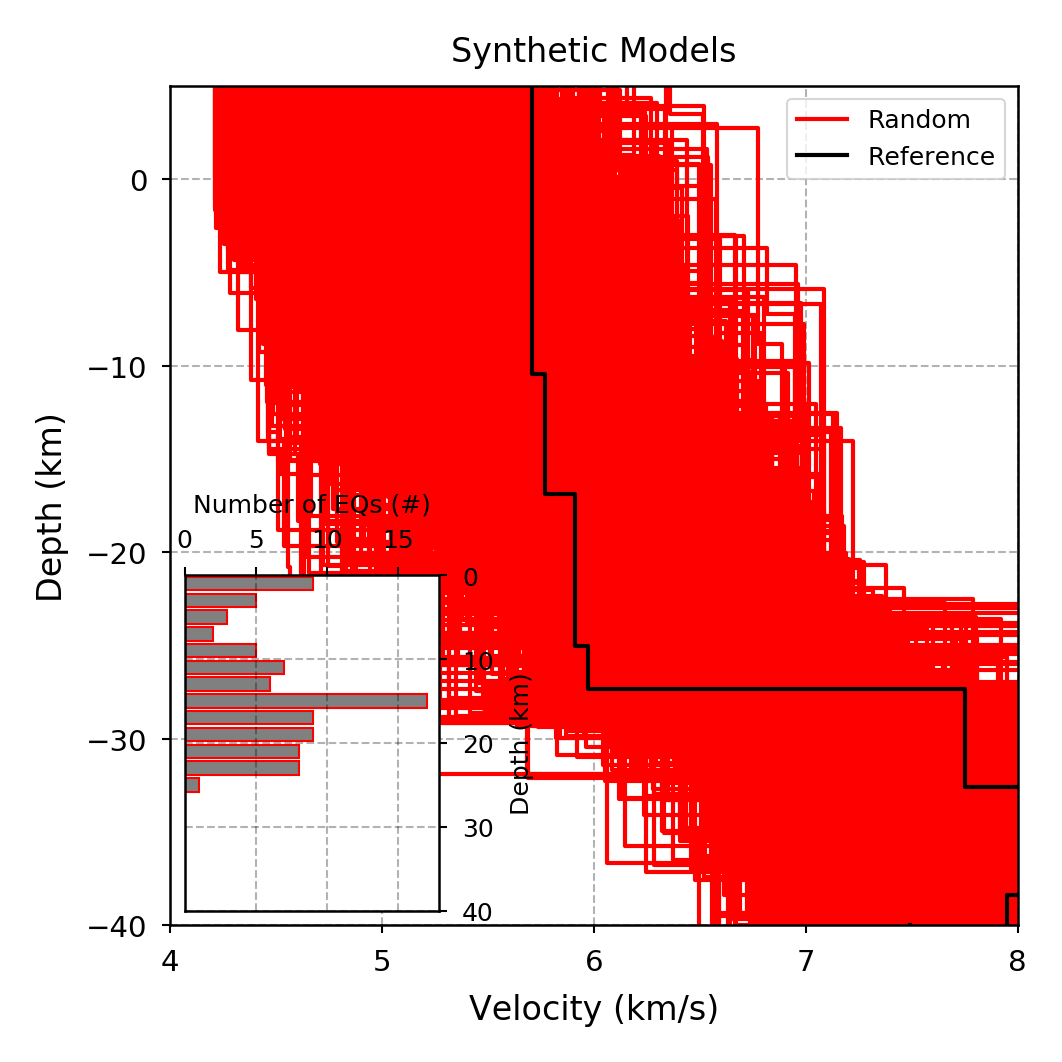 Synthetic Models
Random
Reference
0
−10
−20
−30
−40
Depth (km)
4
5
6
7
8
Velocity (km/s)
Number of EQs (#)
0
5
10
15
0
10
20
30
40
Depth (km)